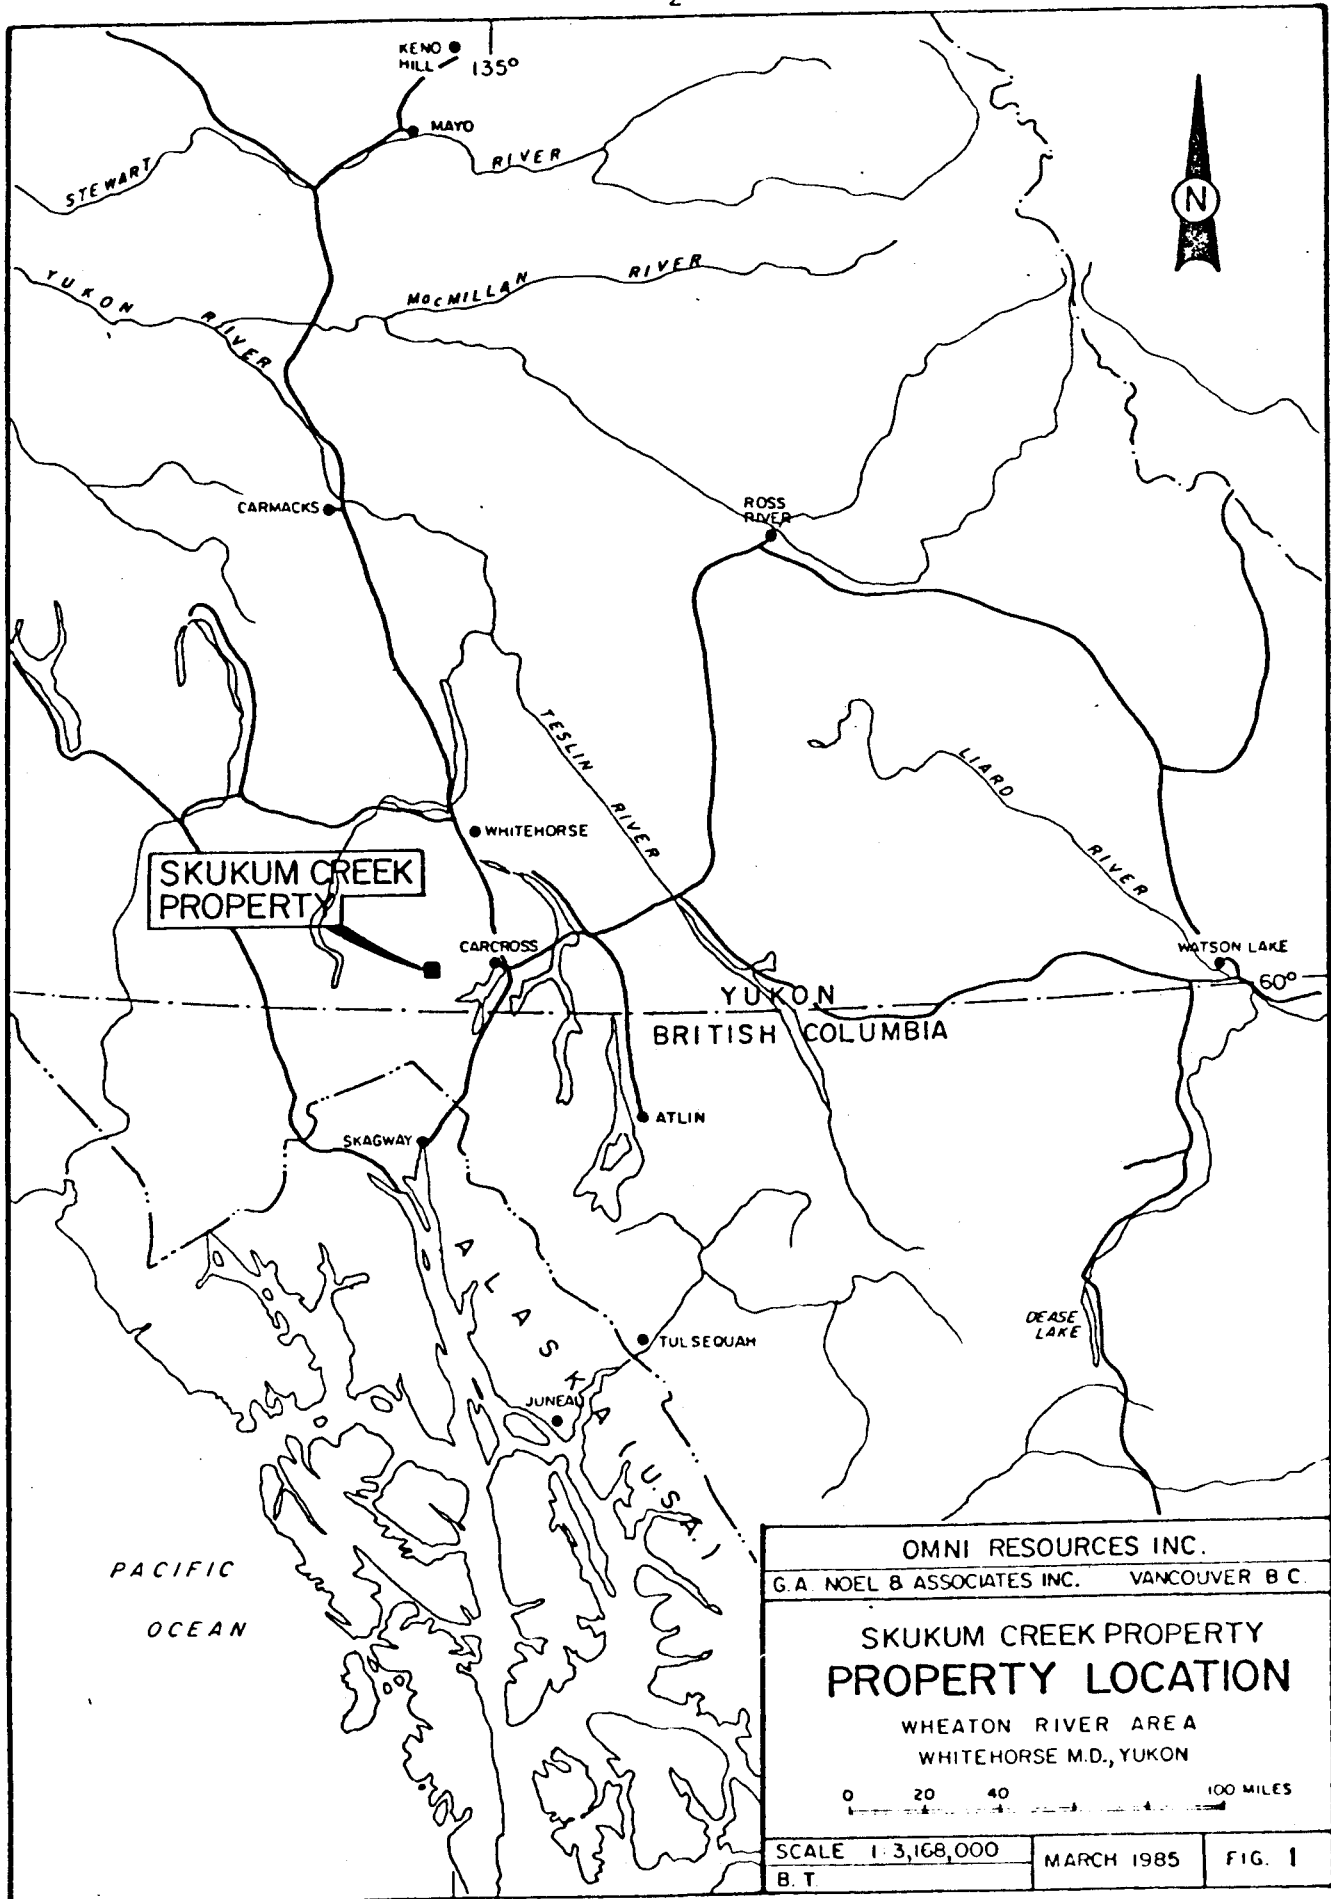 2
KENO
HILL
135°
MAYO
STEWART RIVER
N
YUKON RIVER
MacMILLAN RIVER
CARMACKS
ROSS
RIVER
TESLIN RIVER
LIARD RIVER
WHITEHORSE
SKUKUM CREEK
PROPERTY
CARCROSS
WATSON LAKE
60°
YUKON
BRITISH COLUMBIA
ATLIN
SKAGWAY
ALASKA (U.S.A.)
TULSEQUAH
DEASE
LAKE
JUNEAU
PACIFIC
OCEAN
OMNI RESOURCES INC.
G.A. NOEL & ASSOCIATES INC. VANCOUVER B C.
SKUKUM CREEK PROPERTY
PROPERTY LOCATION
WHEATON RIVER AREA
WHITEHORSE M.D., YUKON
0 20 40 100 MILES
SCALE 1:3,168,000
B. T.
MARCH 1985
FIG. 1